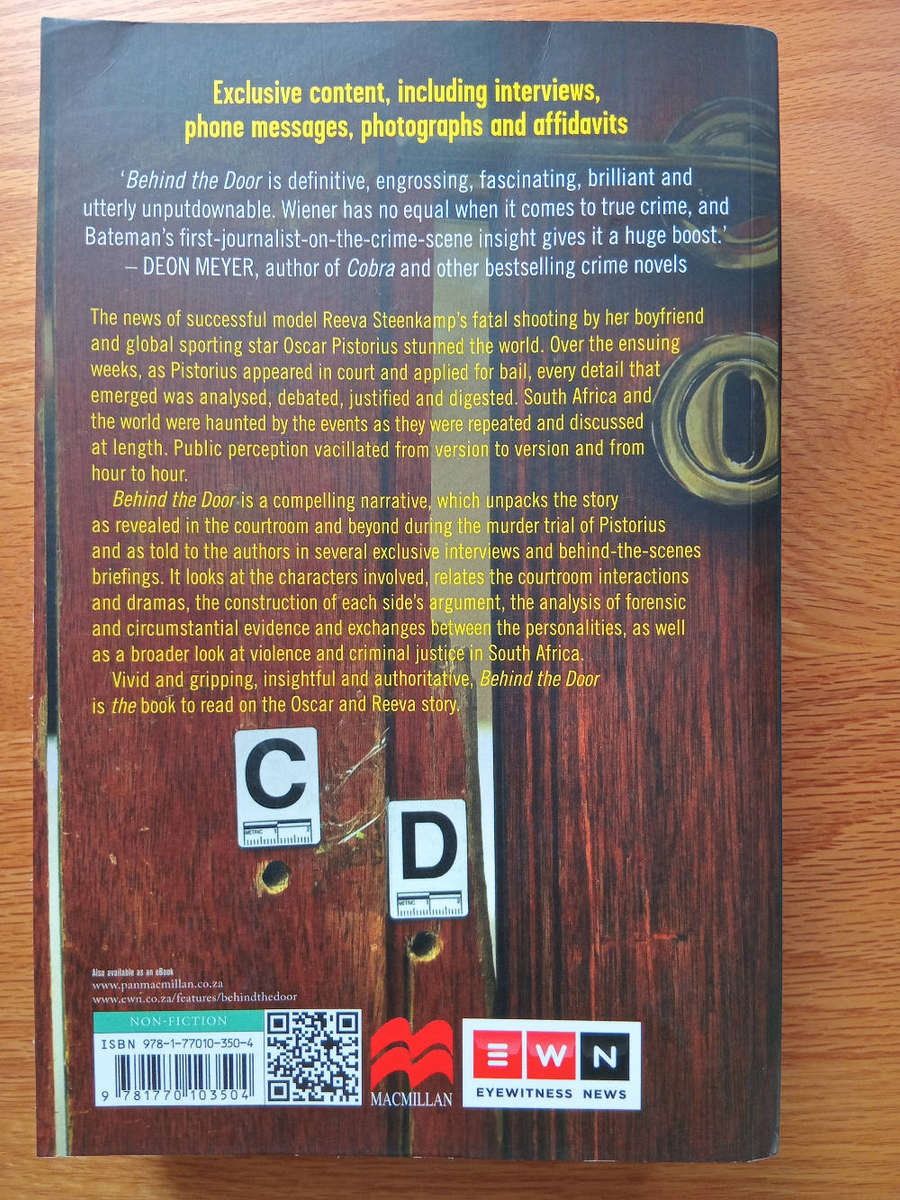 Exclusive content, including interviews,
phone messages, photographs and affidavits
‘Behind the Door is definitive, engrossing, fascinating, brilliant and
utterly unputdownable. Wiener has no equal when it comes to true crime, and
Bateman’s first-journalist-on-the-crime-scene insight gives it a huge boost.’
– DEON MEYER, author of Cobra and other bestselling crime novels
The news of successful model Reeva Steenkamp’s fatal shooting by her boyfriend
and global sporting star Oscar Pistorius stunned the world. Over the ensuing
weeks, as Pistorius appeared in court and applied for bail, every detail that
emerged was analysed, debated, justified and digested. South Africa and
the world were haunted by the events as they were repeated and discussed
at length. Public perception vacillated from version to version and from
hour to hour.
Behind the Door is a compelling narrative, which unpacks the story
as revealed in the courtroom and beyond during the murder trial of Pistorius
and as told to the authors in several exclusive interviews and behind-the-scenes
briefings. It looks at the characters involved, relates the courtroom interactions
and dramas, the construction of each side’s argument, the analysis of forensic
and circumstantial evidence and exchanges between the personalities, as well
as a broader look at violence and criminal justice in South Africa.
Vivid and gripping, insightful and authoritative, Behind the Door
is the book to read on the Oscar and Reeva story.
C
METRIC 1 2
D
METRIC 1 2
Also available as an eBook
www.panmacmillan.co.za
www.ewn.co.za/features/behindthedoor
NON-FICTION
ISBN 978-1-77010-350-4
9 781770 103504
MACMILLAN
EWN
EYEWITNESS NEWS